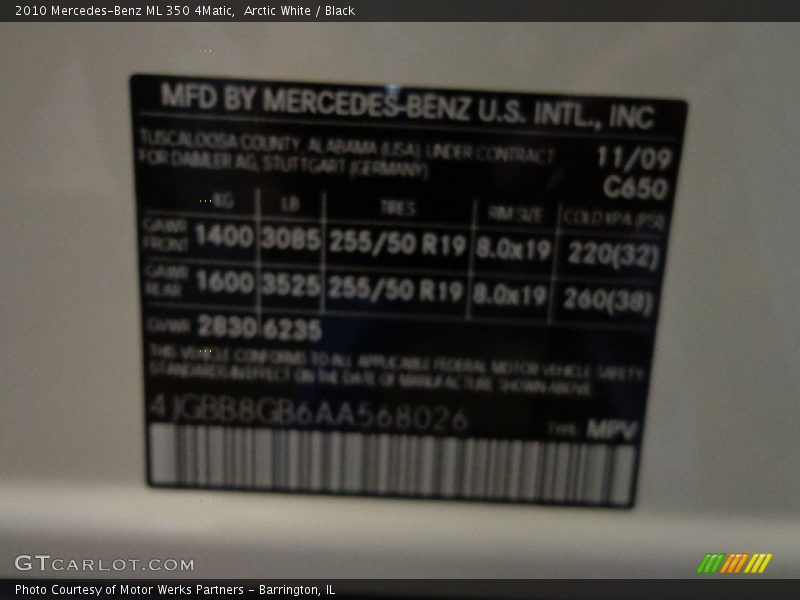 2010 Mercedes-Benz ML 350 4Matic,  Arctic White / Black
MFD BY MERCEDES-BENZ U.S. INTL., INC
TUSCALOOSA COUNTY, ALABAMA (USA) UNDER CONTRACT 11/09
FOR DAIMLER AG, STUTTGART (GERMANY) C650
KG LB TIRES RIM SIZE COLD KPA (PSI)
GAWR FRONT 1400 3085 255/50 R19 8.0x19 220(32)
GAWR REAR 1600 3525 255/50 R19 8.0x19 260(38)
GVWR 2830 6235
THIS VEHICLE CONFORMS TO ALL APPLICABLE FEDERAL MOTOR VEHICLE SAFETY
STANDARDS IN EFFECT ON THE DATE OF MANUFACTURE SHOWN ABOVE
4JGBB8GB6AA568026 TYPE: MPV
GTCARLOT.COM
Photo Courtesy of Motor Werks Partners - Barrington, IL